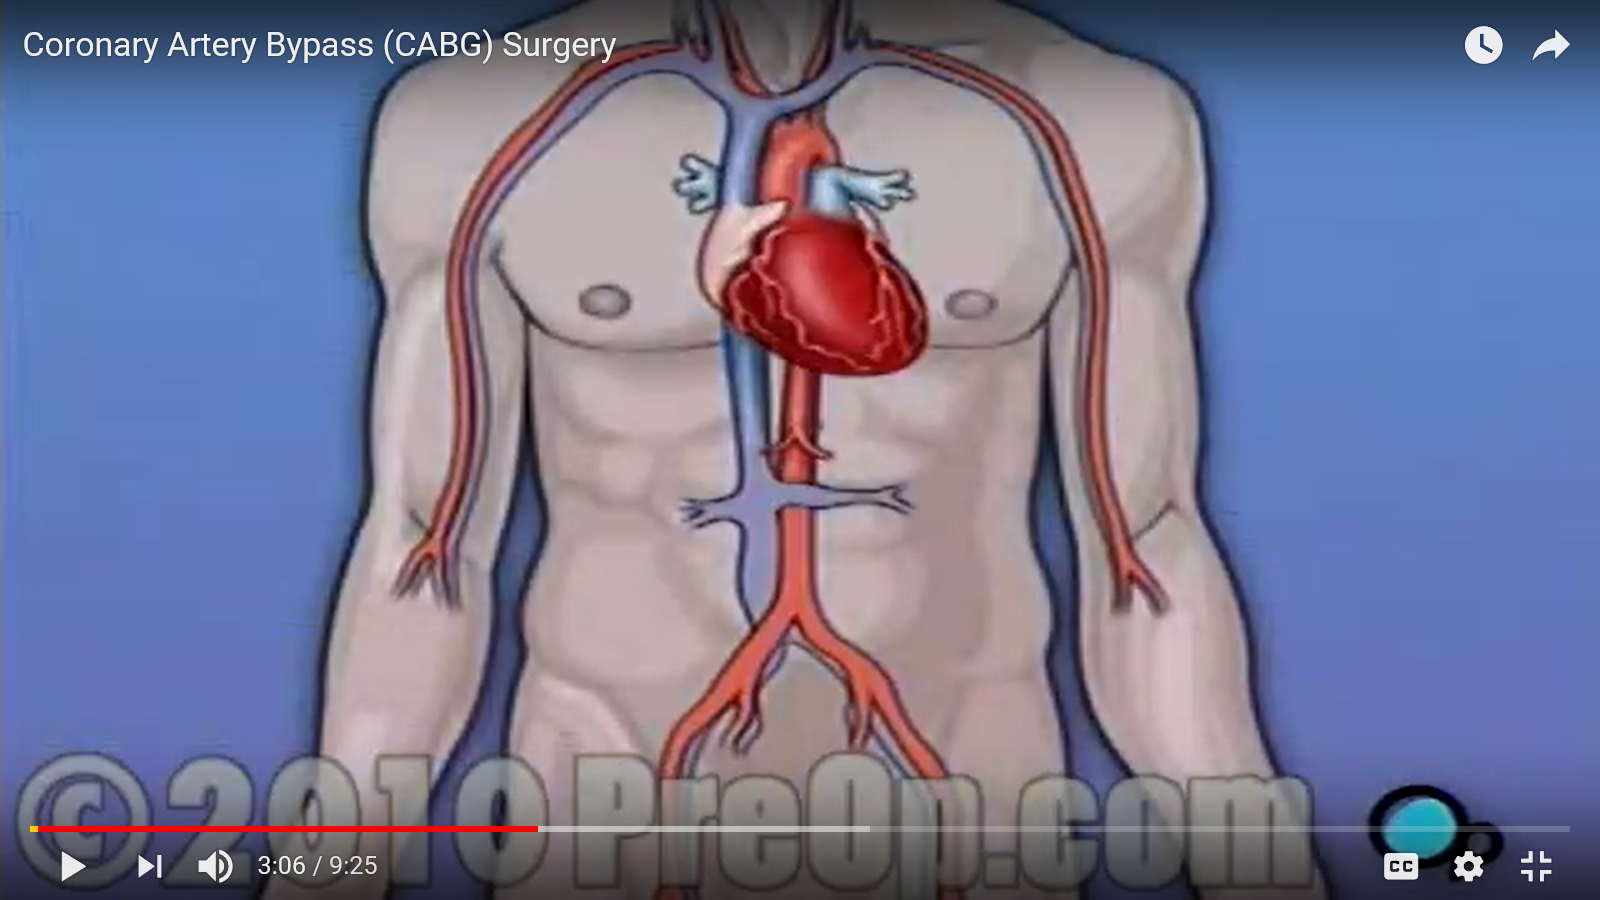 Coronary Artery Bypass (CABG) Surgery
©2010 PreOp.com
3:06 / 9:25
CC